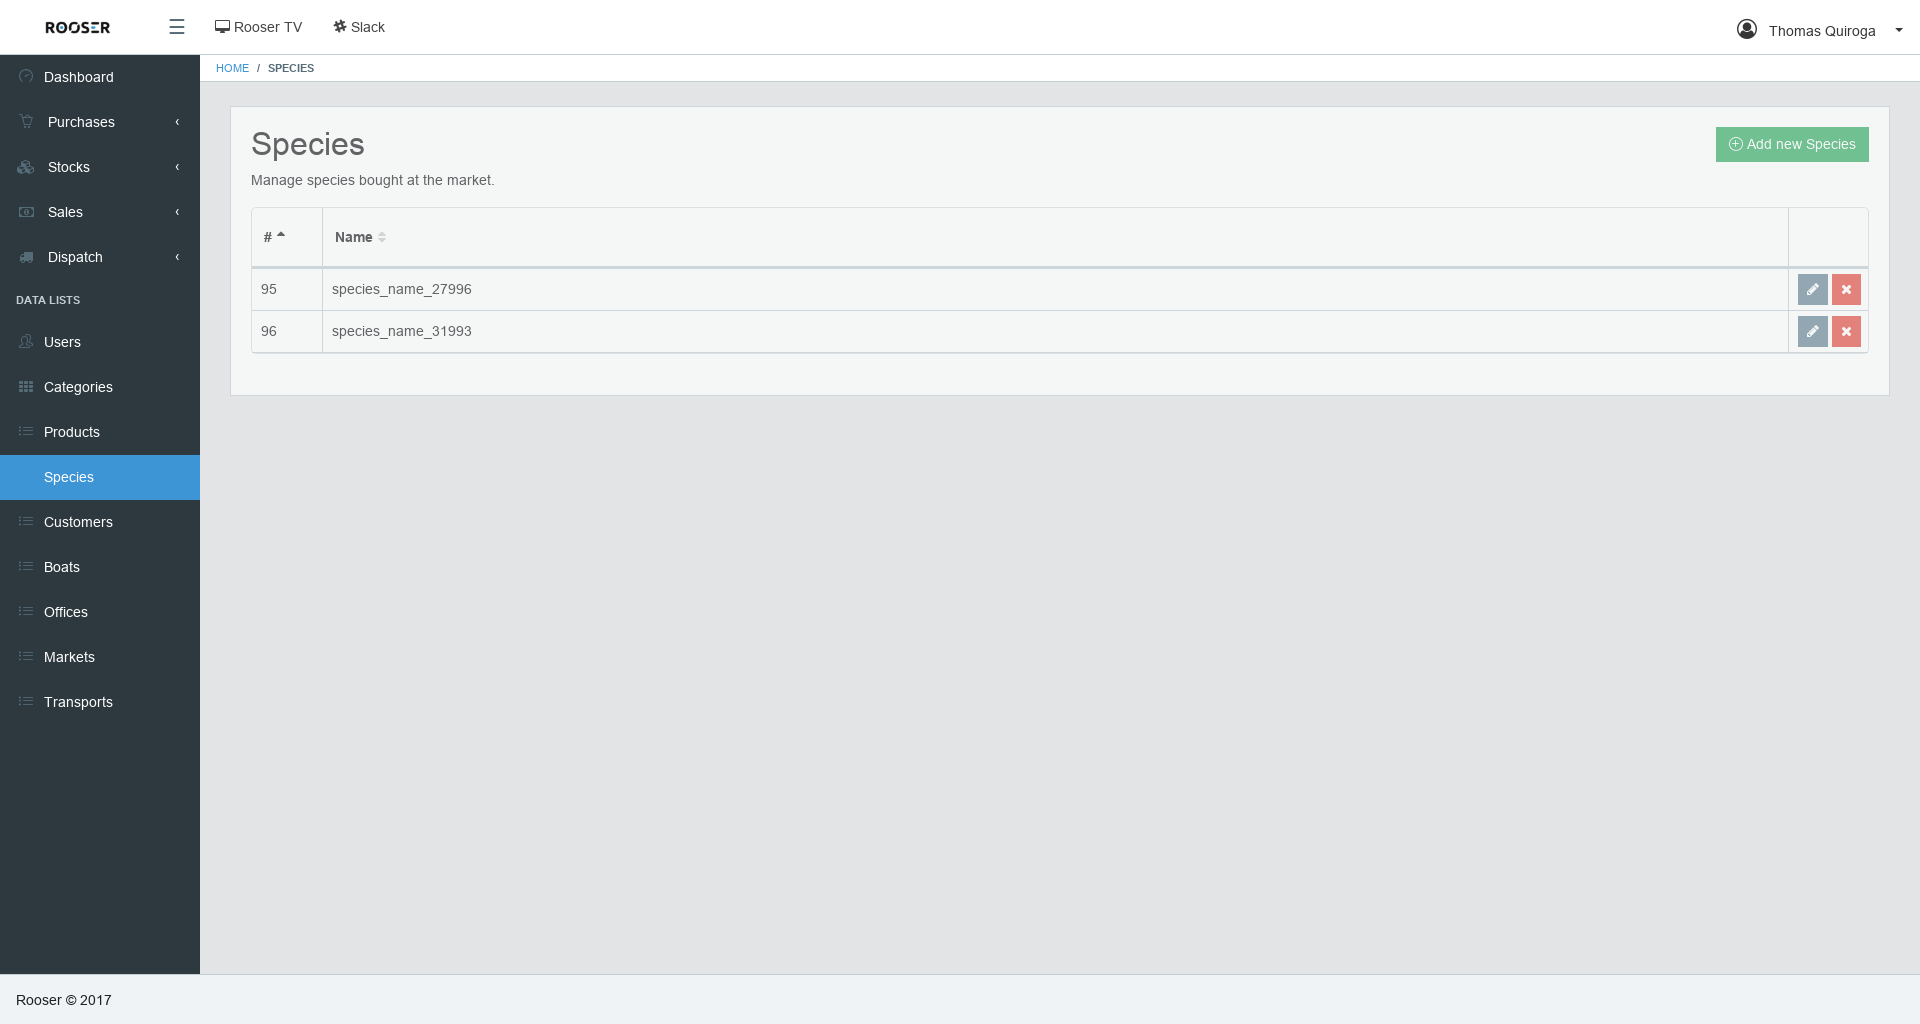 ROOSER
Rooser TV
Slack
Thomas Quiroga
HOME / SPECIES
Dashboard
Purchases
Stocks
Sales
Dispatch
DATA LISTS
Users
Categories
Products
Species
Customers
Boats
Offices
Markets
Transports
Species
Add new Species
Manage species bought at the market.
# Name
95 species_name_27996
96 species_name_31993
Rooser © 2017